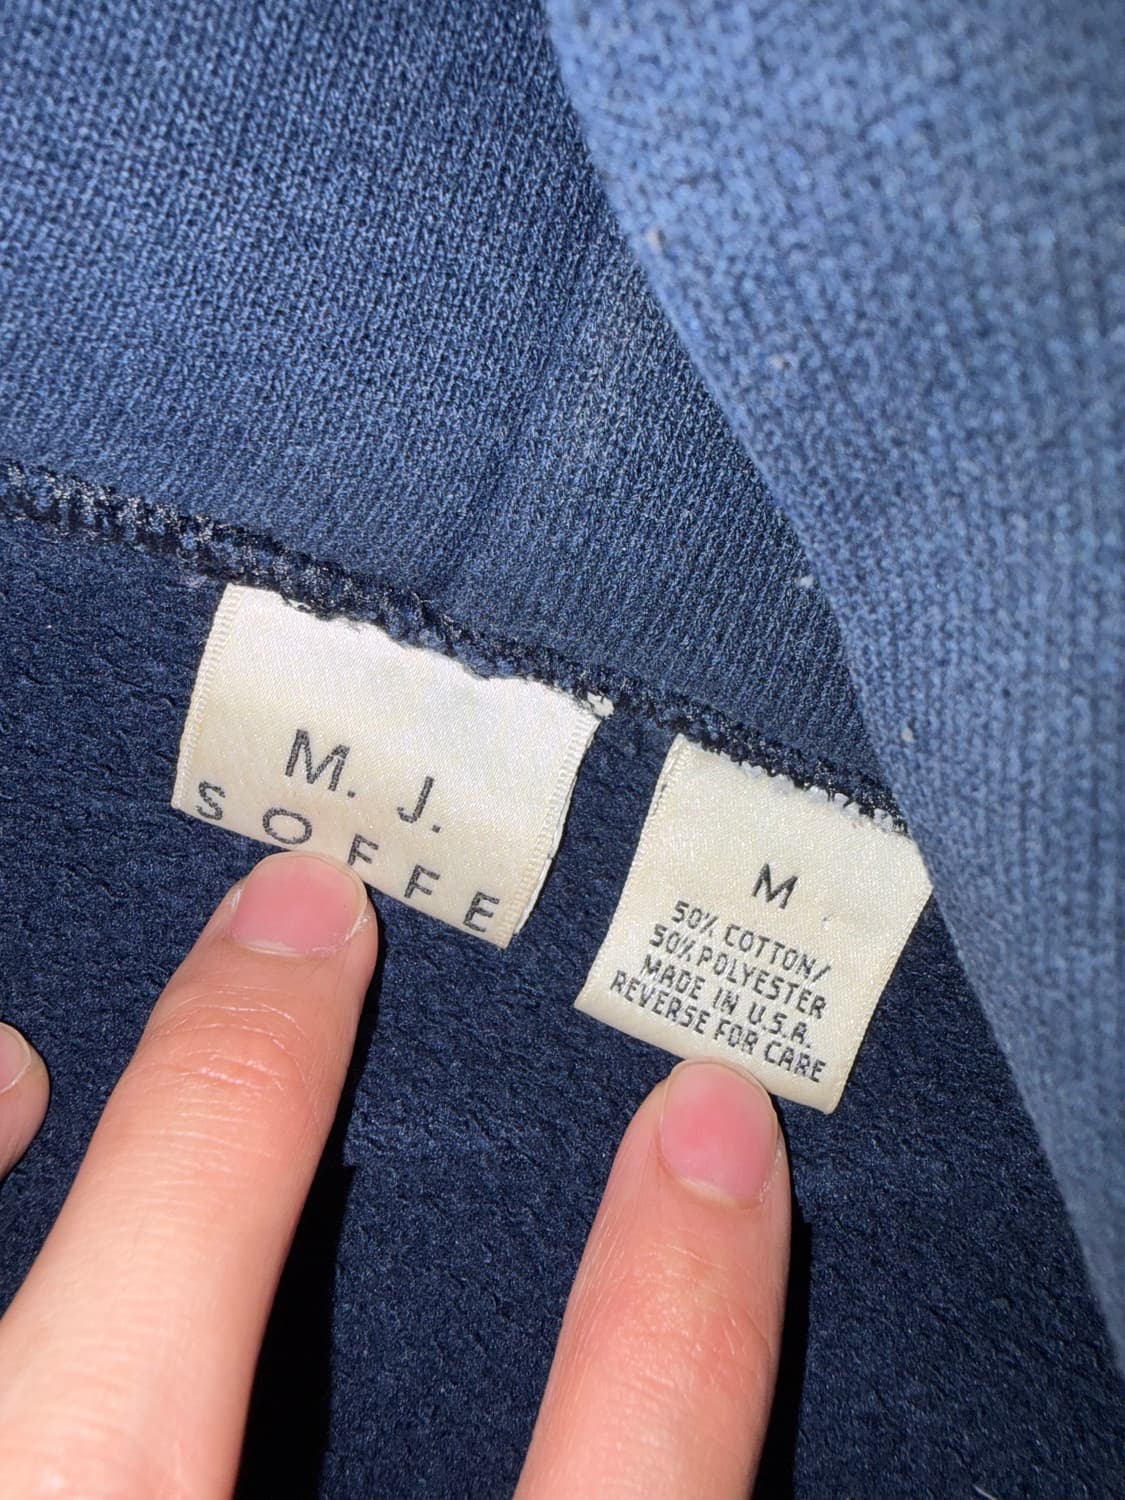 M. J.
SOFFE
M
50% COTTON/
50% POLYESTER
MADE IN U.S.A.
REVERSE FOR CARE